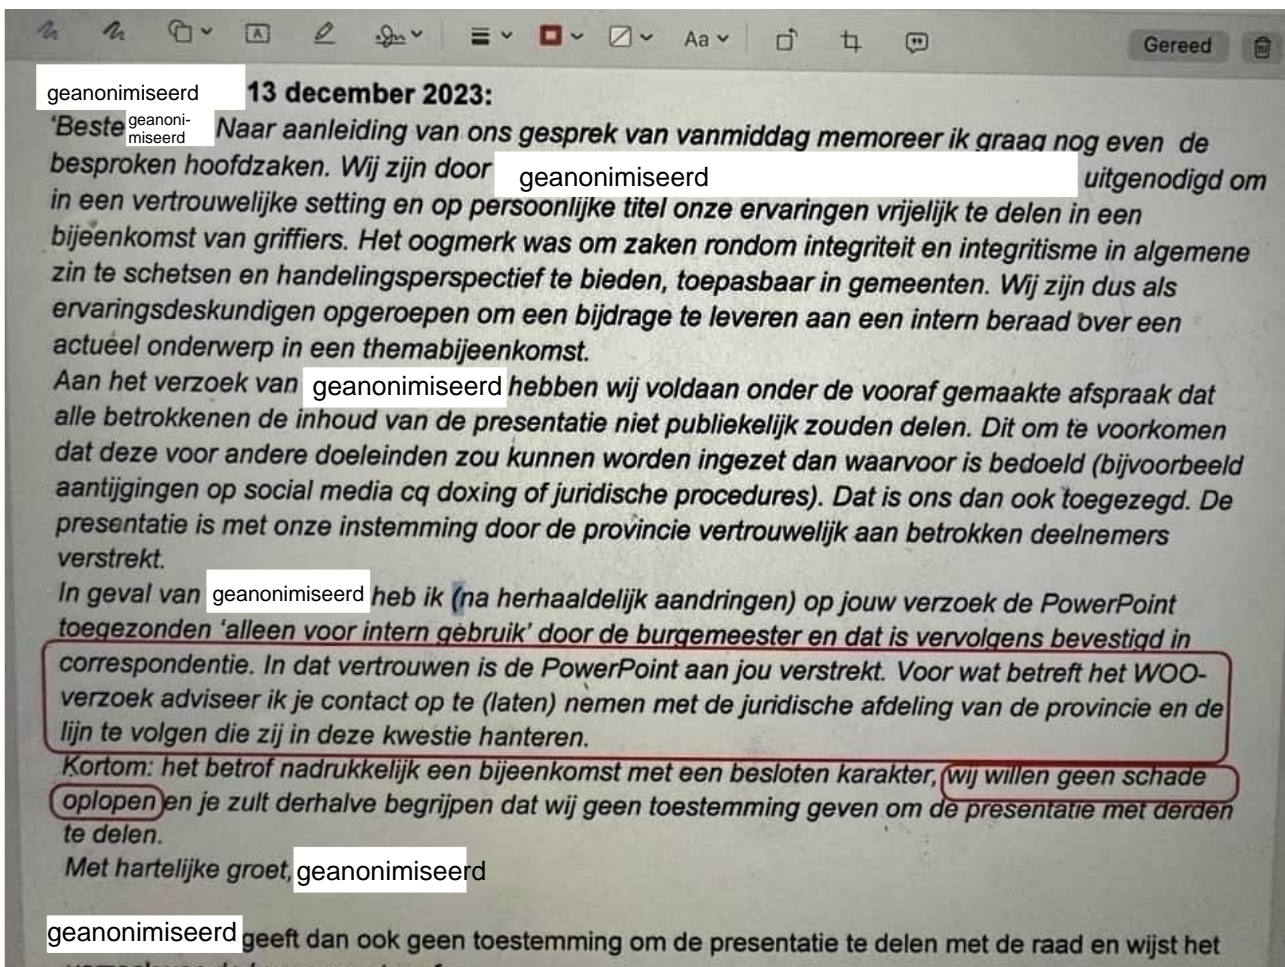 Aa
Gereed
geanonimiseerd 13 december 2023:
‘Beste geanoni-
miseerd Naar aanleiding van ons gesprek van vanmiddag memoreer ik graag nog even de
besproken hoofdzaken. Wij zijn door geanonimiseerd uitgenodigd om
in een vertrouwelijke setting en op persoonlijke titel onze ervaringen vrijelijk te delen in een
bijeenkomst van griffiers. Het oogmerk was om zaken rondom integriteit en integritisme in algemene
zin te schetsen en handelingsperspectief te bieden, toepasbaar in gemeenten. Wij zijn dus als
ervaringsdeskundigen opgeroepen om een bijdrage te leveren aan een intern beraad over een
actueel onderwerp in een themabijeenkomst.
Aan het verzoek van geanonimiseerd hebben wij voldaan onder de vooraf gemaakte afspraak dat
alle betrokkenen de inhoud van de presentatie niet publiekelijk zouden delen. Dit om te voorkomen
dat deze voor andere doeleinden zou kunnen worden ingezet dan waarvoor is bedoeld (bijvoorbeeld
aantijgingen op social media cq doxing of juridische procedures). Dat is ons dan ook toegezegd. De
presentatie is met onze instemming door de provincie vertrouwelijk aan betrokken deelnemers
verstrekt.
In geval van geanonimiseerd heb ik (na herhaaldelijk aandringen) op jouw verzoek de PowerPoint
toegezonden ‘alleen voor intern gebruik’ door de burgemeester en dat is vervolgens bevestigd in
correspondentie. In dat vertrouwen is de PowerPoint aan jou verstrekt. Voor wat betreft het WOO-
verzoek adviseer ik je contact op te (laten) nemen met de juridische afdeling van de provincie en de
lijn te volgen die zij in deze kwestie hanteren.
Kortom: het betrof nadrukkelijk een bijeenkomst met een besloten karakter, wij willen geen schade
oplopen en je zult derhalve begrijpen dat wij geen toestemming geven om de presentatie met derden
te delen.
Met hartelijke groet, geanonimiseerd
geanonimiseerd geeft dan ook geen toestemming om de presentatie te delen met de raad en wijst het